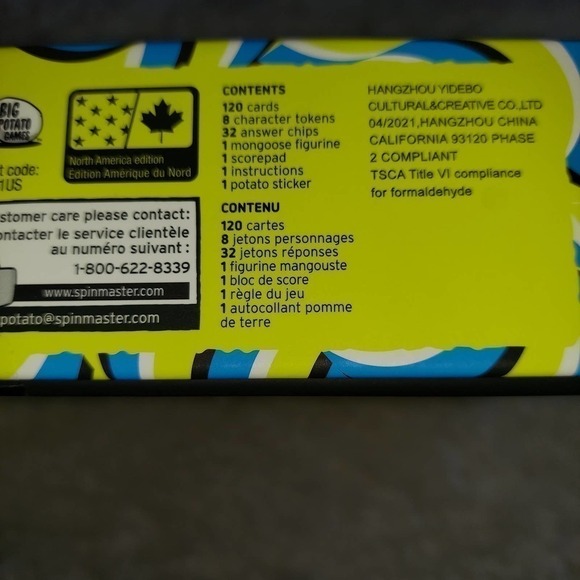 BIG
POTATO
GAMES
North America edition
Édition Amérique du Nord
code:
1US
customer care please contact:
contacter le service clientèle
au numéro suivant :
1-800-622-8339
www.spinmaster.com
potato@spinmaster.com
CONTENTS
120 cards
8 character tokens
32 answer chips
1 mongoose figurine
1 scorepad
1 instructions
1 potato sticker
CONTENU
120 cartes
8 jetons personnages
32 jetons réponses
1 figurine mangouste
1 bloc de score
1 règle du jeu
1 autocollant pomme
de terre
HANGZHOU YIDEBO
CULTURAL&CREATIVE CO.,LTD
04/2021,HANGZHOU CHINA
CALIFORNIA 93120 PHASE
2 COMPLIANT
TSCA Title VI compliance
for formaldehyde